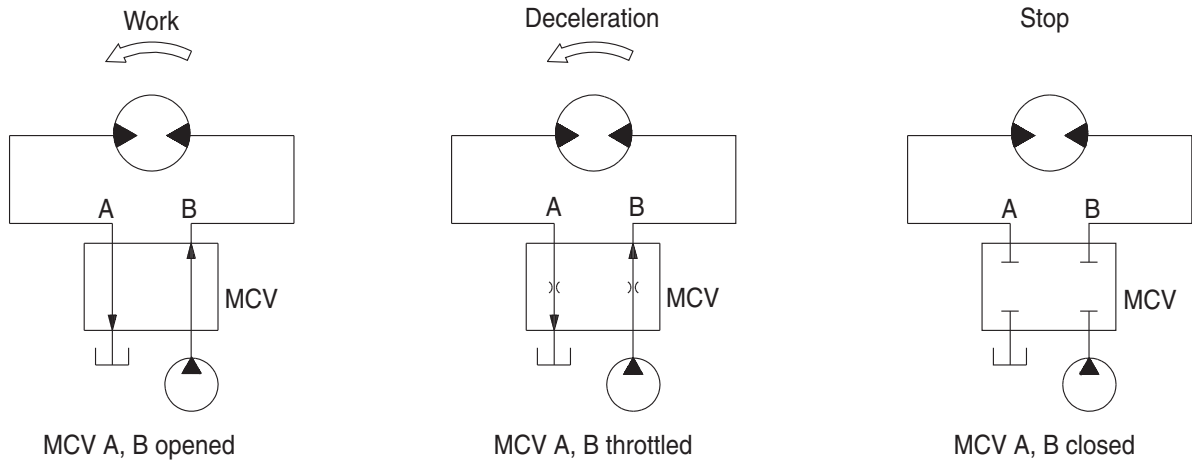 Work
A B
MCV
MCV A, B opened
Deceleration
A B
MCV
MCV A, B throttled
Stop
A B
MCV
MCV A, B closed